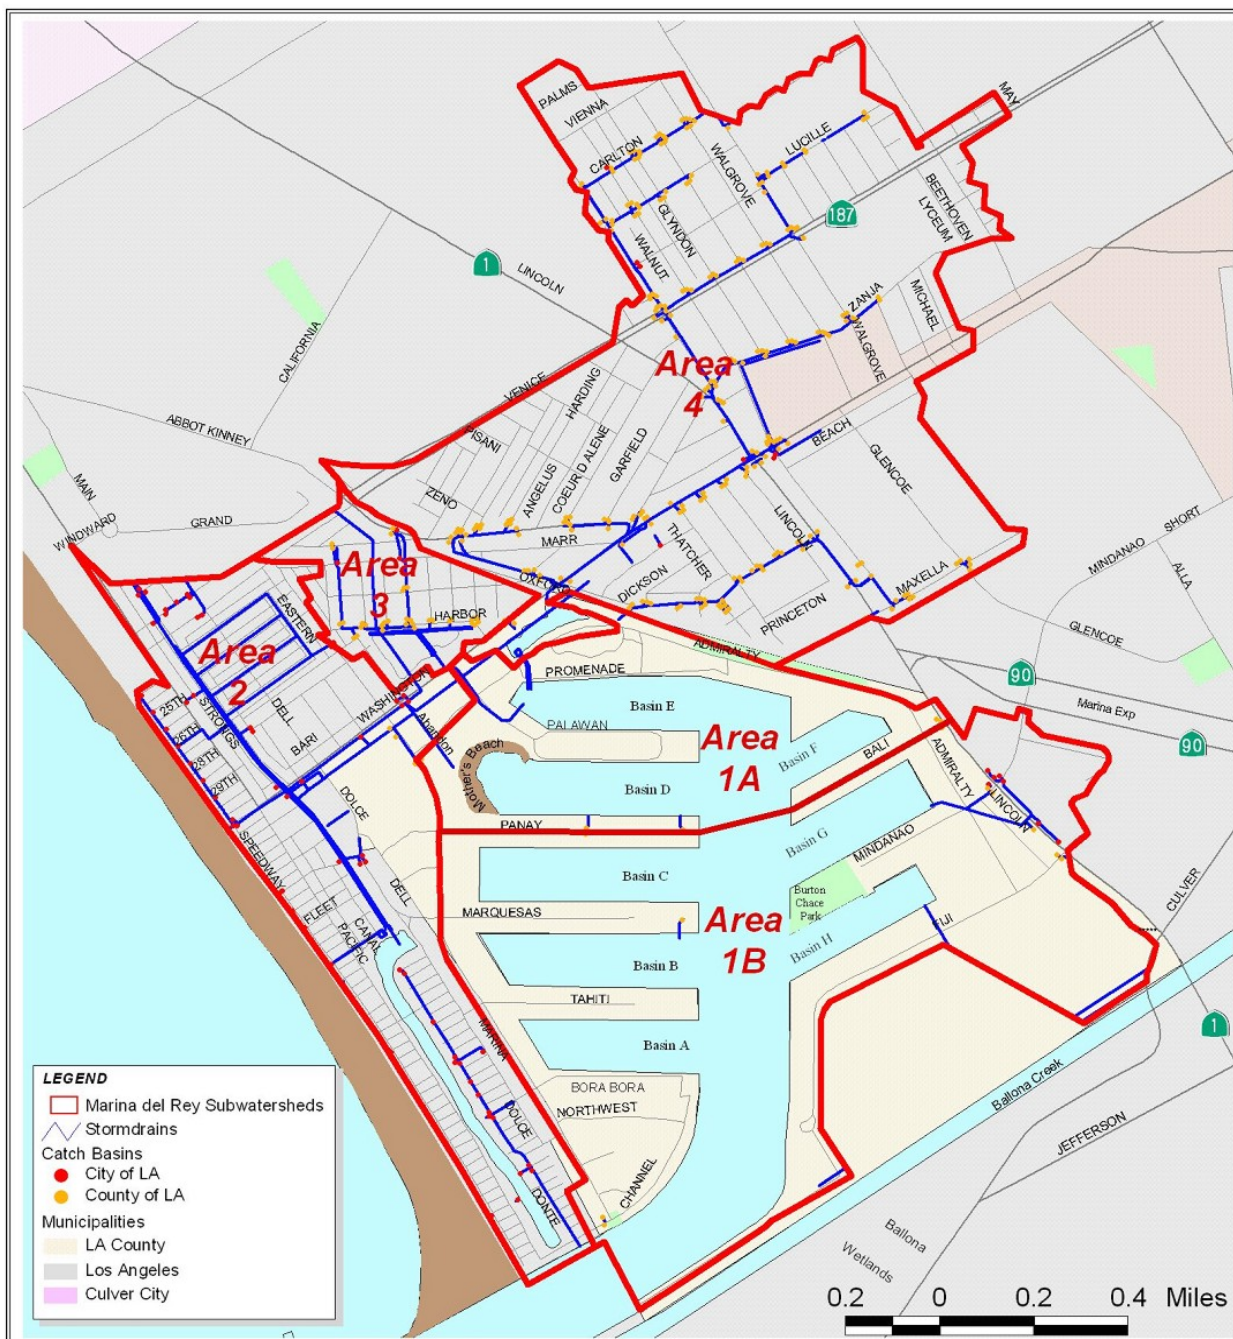 PALMS
VIENNA
CARLTON
WALGROVE
LUCILLE
MAY
BEETHOVEN
LYCEUM
187
GLYNDON
WALNUT
1
LINCOLN
CALIFORNIA
ZANJA
MICHAEL
WALGROVE
Area
4
VENICE
HARDING
ABBOT KINNEY
PISANI
ANGELUS
COEUR D ALENE
GARFIELD
BEACH
GLENCOE
MAIN
WINDWARD
GRAND
ZENO
MARR
THATCHER
LINCOLN
SHORT
MINDANAO
ALLA
Area
3
OXFORD
DICKSON
MAXELLA
PRINCETON
HARBOR
EASTERN
GLENCOE
ADMIRALTY
90
Marina Exp
90
Area
2
PROMENADE
WASHINGTON
25TH
26TH
28TH
29TH
STRONGS
DELL
BARI
Abandon
Basin E
PALAWAN
Area
1A
Basin F
BALI
Mother's Beach
Basin D
ADMIRALTY
LINCOLN
DOLCE
PANAY
Basin G
MINDANAO
SPEEDWAY
FLEET
CANAL
PACIFIC
DELL
Basin C
Burton
Chace
Park
CULVER
MARQUESAS
Area
1B
FIJI
Basin H
Basin B
TAHITI
MARINA
Basin A
1
BORA BORA
NORTHWEST
DOLCE
Ballona Creek
JEFFERSON
CHANNEL
DONTE
Ballona
Wetlands
LEGEND
Marina del Rey Subwatersheds
Stormdrains
Catch Basins
City of LA
County of LA
Municipalities
LA County
Los Angeles
Culver City
0.2 0 0.2 0.4 Miles